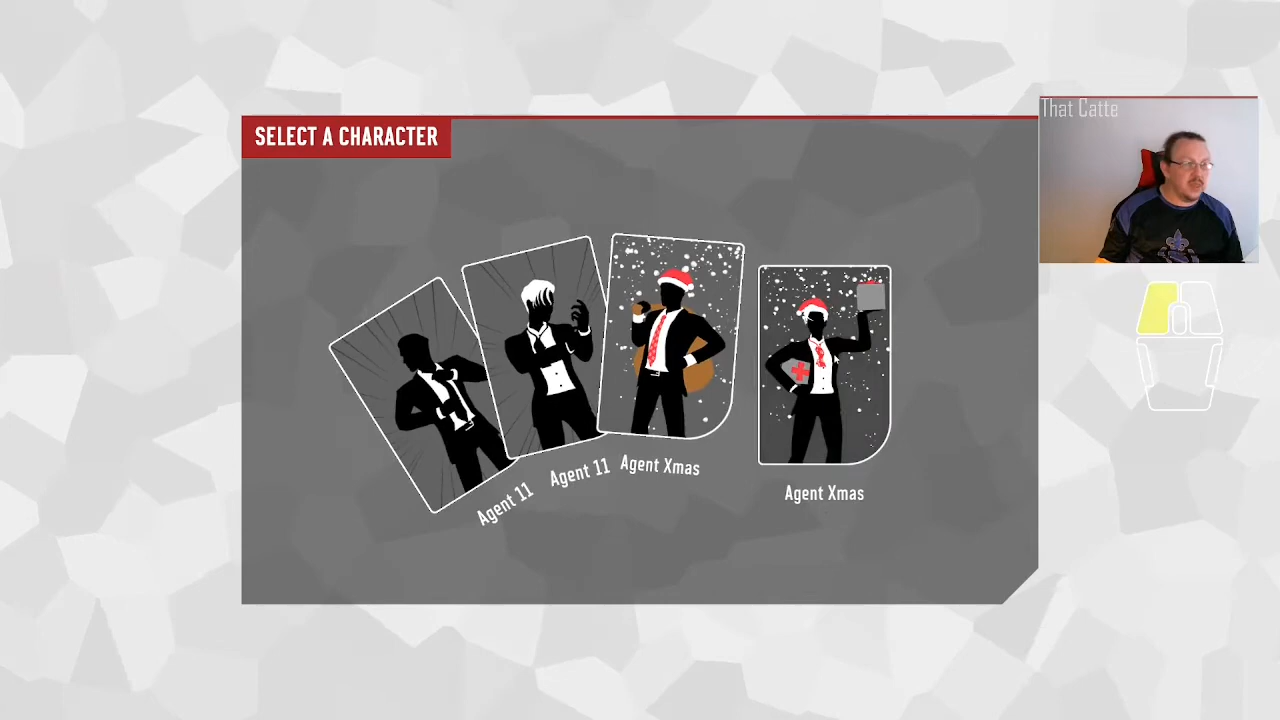 That Catte
SELECT A CHARACTER
Agent 11
Agent 11
Agent Xmas
Agent Xmas